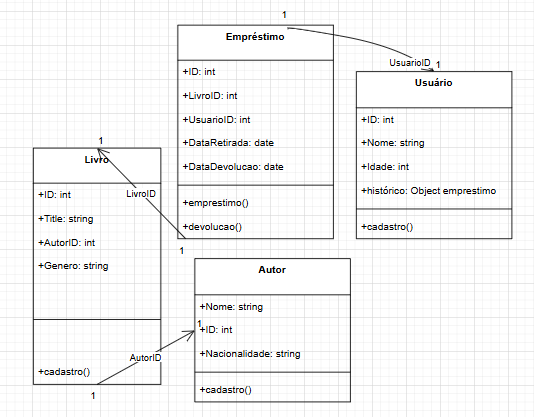 1
Empréstimo
+ID: int
+LivroID: int
+UsuarioID: int
+DataRetirada: date
+DataDevolucao: date
+emprestimo()
+devolucao()
1
UsuarioID
1
Usuário
+ID: int
+Nome: string
+Idade: int
+histórico: Object emprestimo
+cadastro()
1
Livro
LivroID
+ID: int
+Title: string
+AutorID: int
+Genero: string
+cadastro()
1
AutorID
1
Autor
+Nome: string
+ID: int
+Nacionalidade: string
+cadastro()